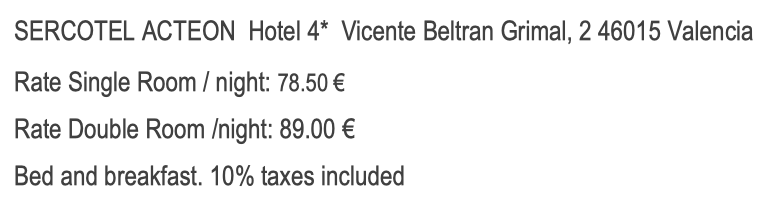 SERCOTEL ACTEON  Hotel 4*  Vicente Beltran Grimal, 2 46015 Valencia
Rate Single Room / night: 78.50 €
Rate Double Room /night: 89.00 €
Bed and breakfast. 10% taxes included